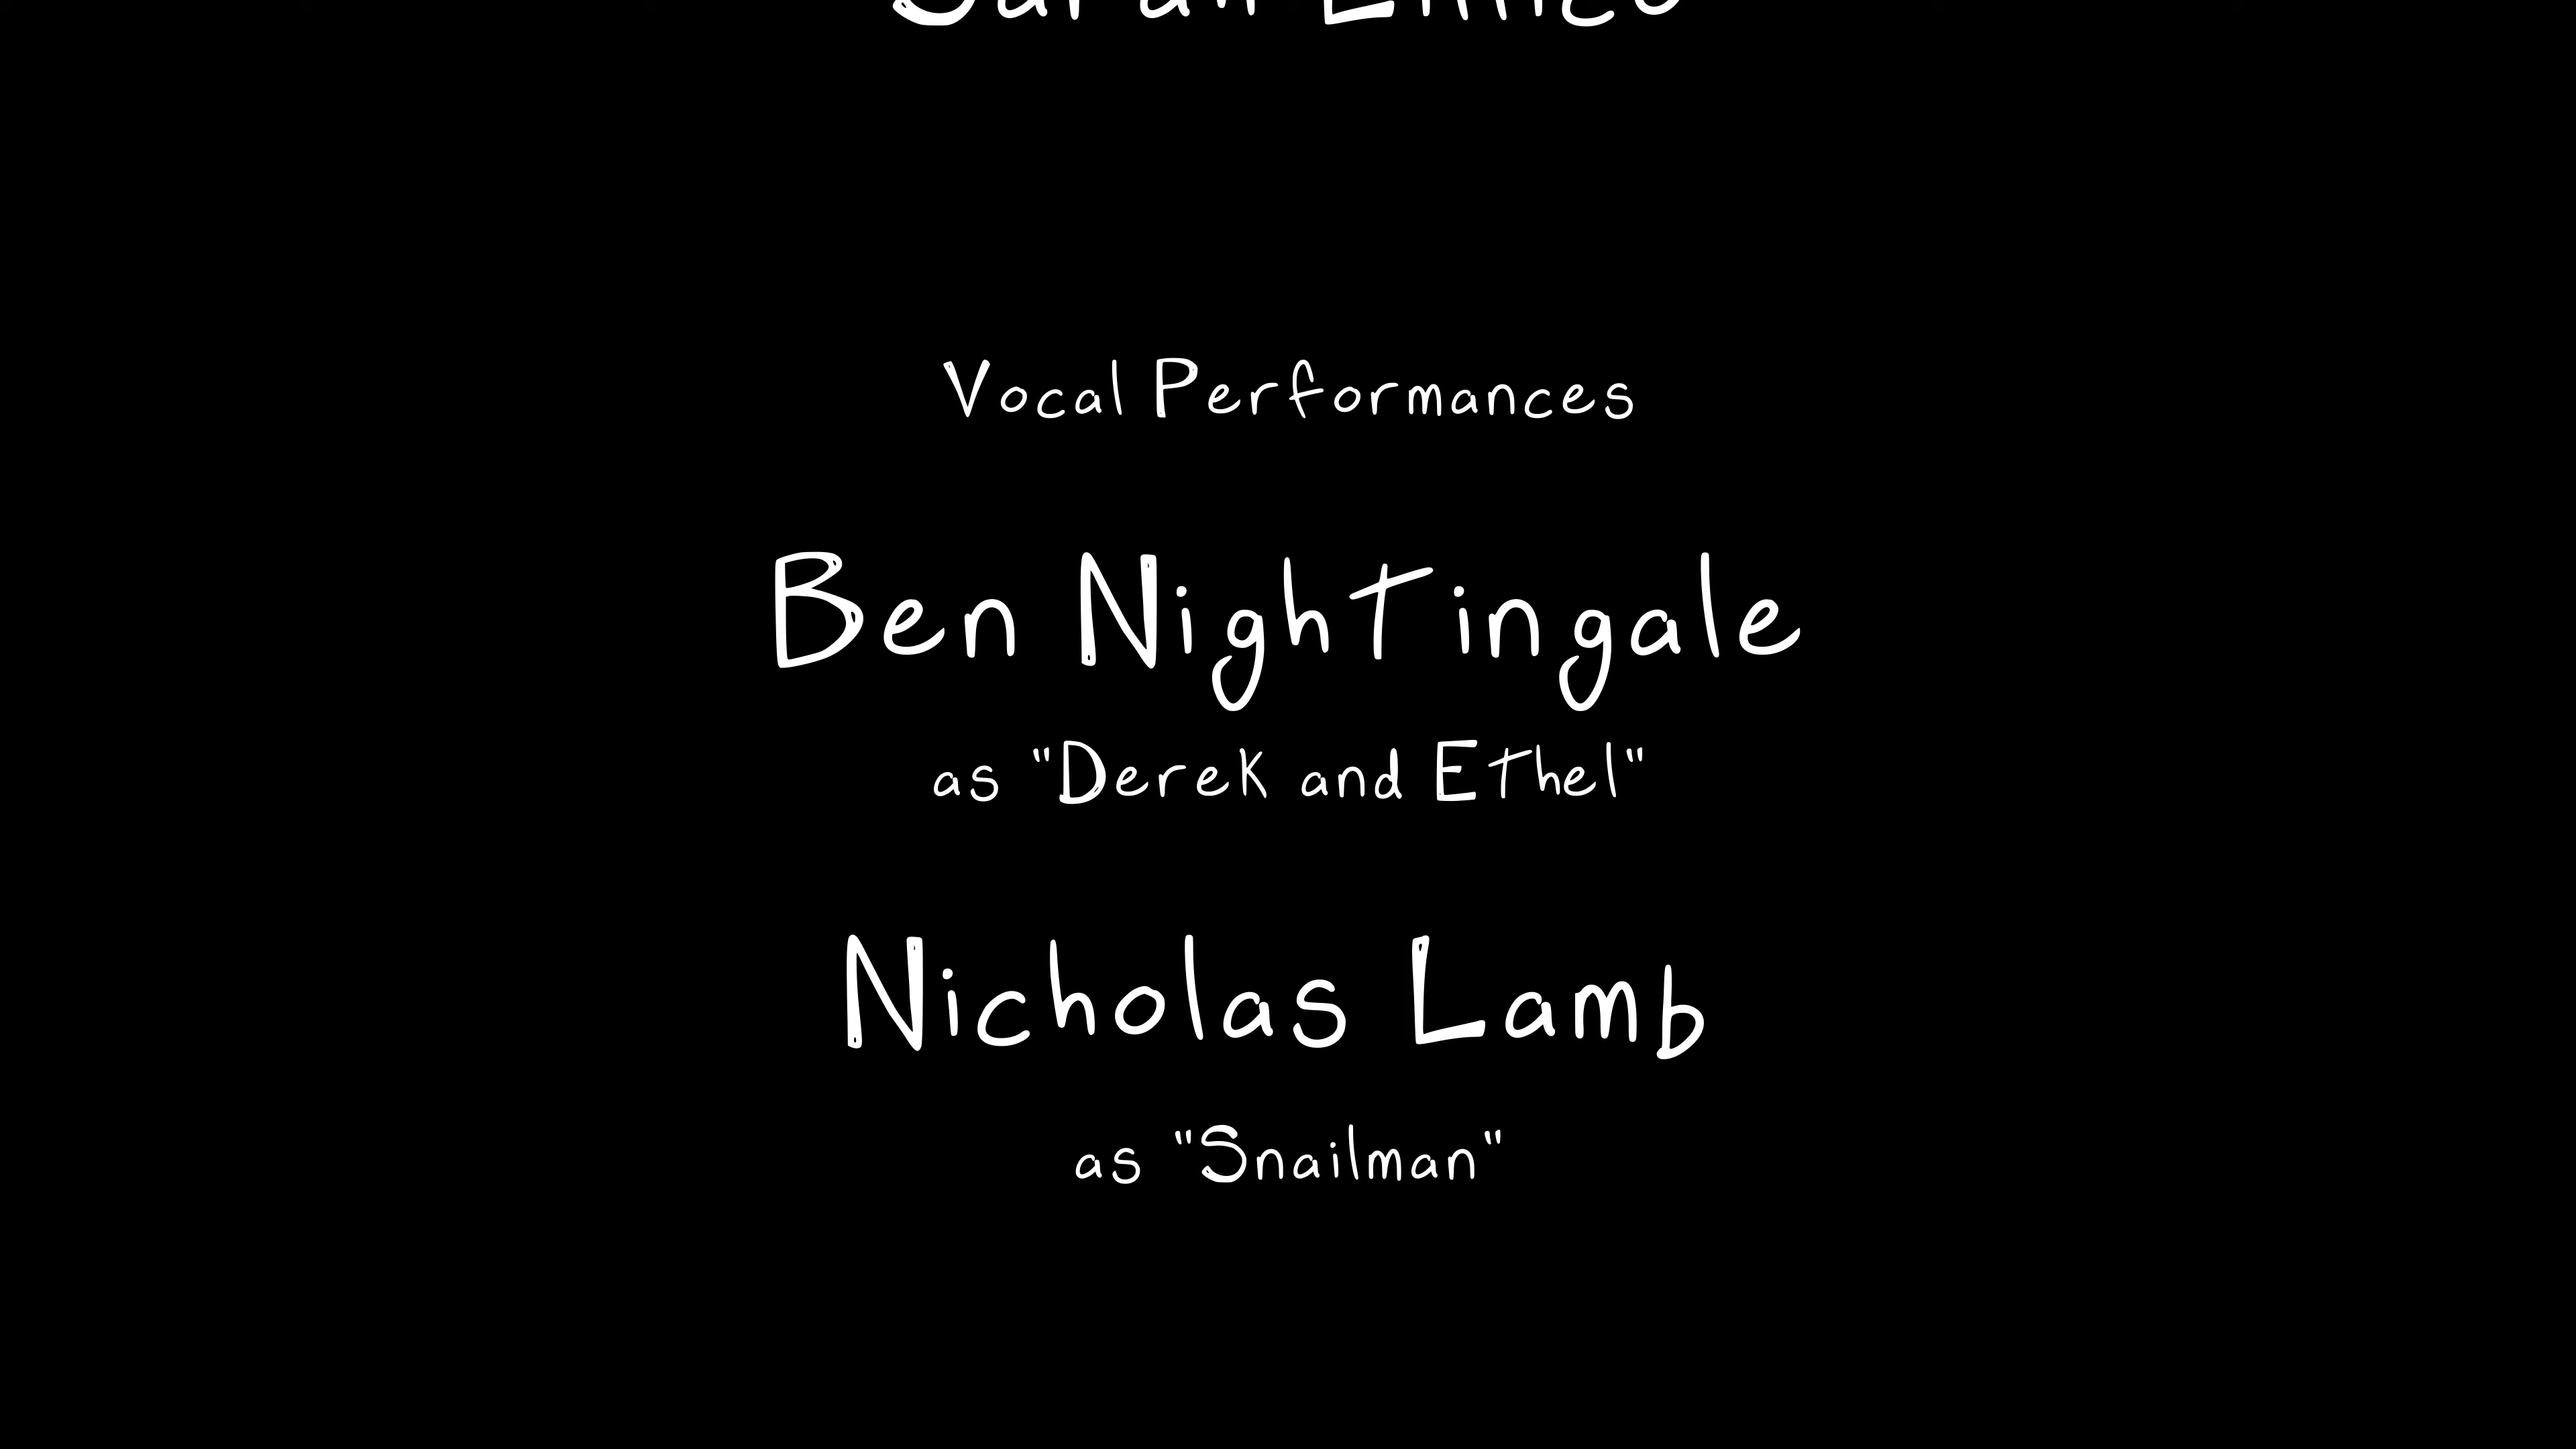 Vocal Performances
Ben Nightingale
as "Derek and Ethel"
Nicholas Lamb
as "Snailman"